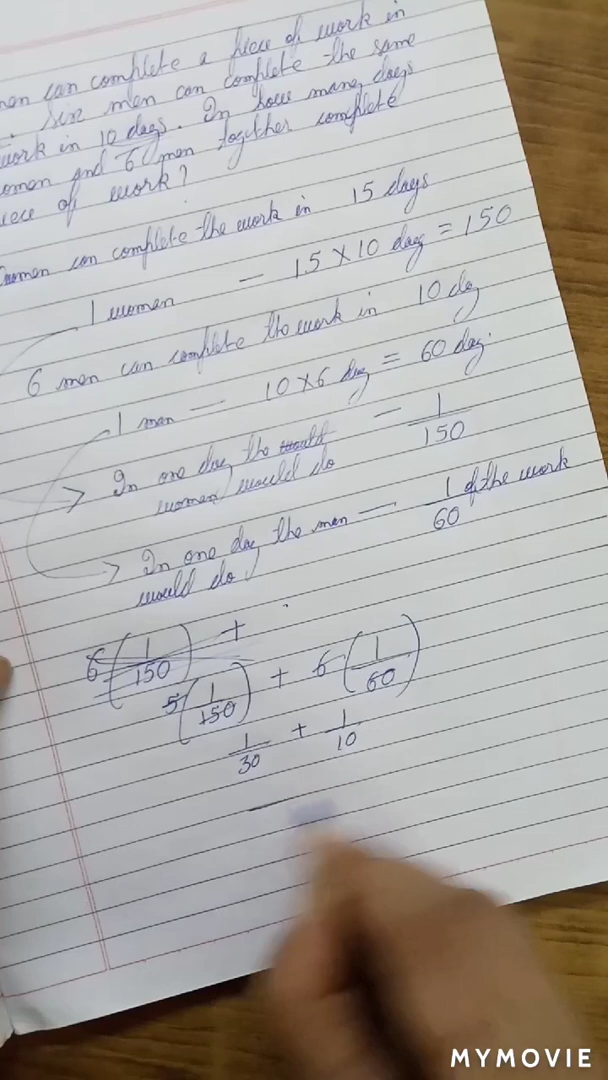 men can complete a piece of work in
Six men can complete the same
work in 10 days. In how many days
women and 6 men together complete
piece of work?
women can complete the work in 15 days
1 women — 15 × 10 day = 150
6 men can complete the work in 10 day
1 man — 10 × 6 day = 60 day.
In one day the would — 1/150
women would do
In one day the men — 1/60 of the work
would do
6(1/150) +
5(1/150) + 6(1/60)
1/30 + 1/10
MYMOVIE